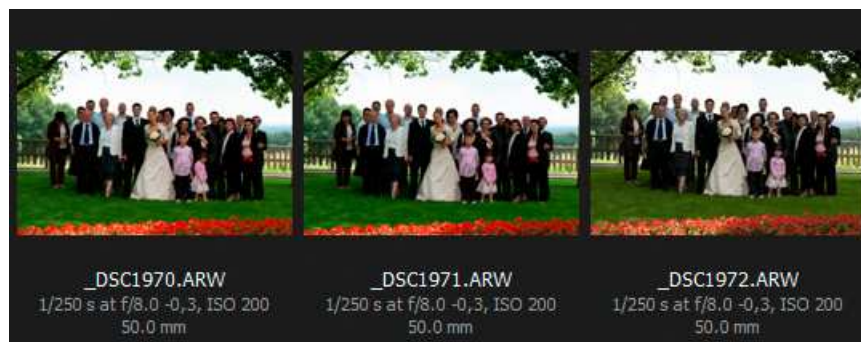 _DSC1970.ARW
1/250 s at f/8.0 -0,3, ISO 200
50.0 mm
_DSC1971.ARW
1/250 s at f/8.0 -0,3, ISO 200
50.0 mm
_DSC1972.ARW
1/250 s at f/8.0 -0,3, ISO 200
50.0 mm